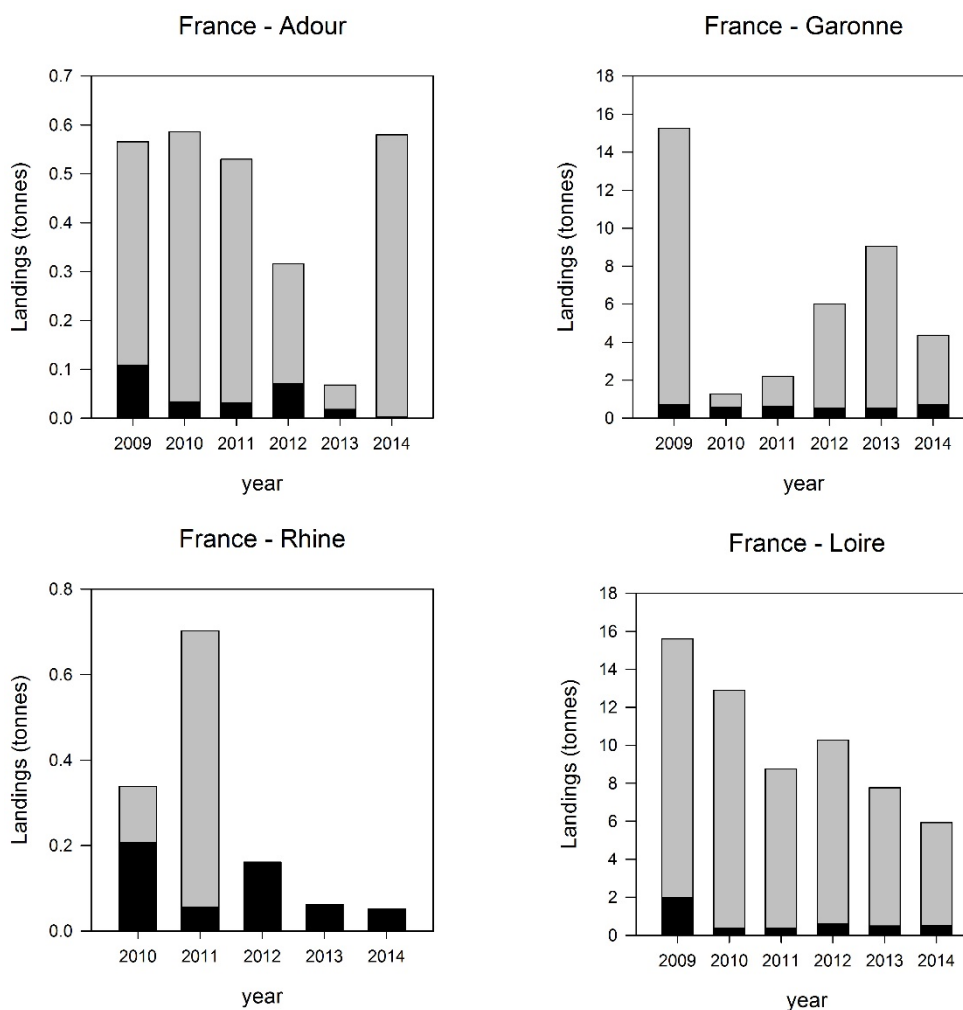 France - Adour
0.7
0.6
0.5
0.4
0.3
0.2
0.1
0.0
Landings (tonnes)
2009 2010 2011 2012 2013 2014
year
France - Garonne
18
16
14
12
10
8
6
4
2
0
Landings (tonnes)
2009 2010 2011 2012 2013 2014
year
France - Rhine
0.8
0.6
0.4
0.2
0.0
Landings (tonnes)
2010 2011 2012 2013 2014
year
France - Loire
18
16
14
12
10
8
6
4
2
0
Landings (tonnes)
2009 2010 2011 2012 2013 2014
year